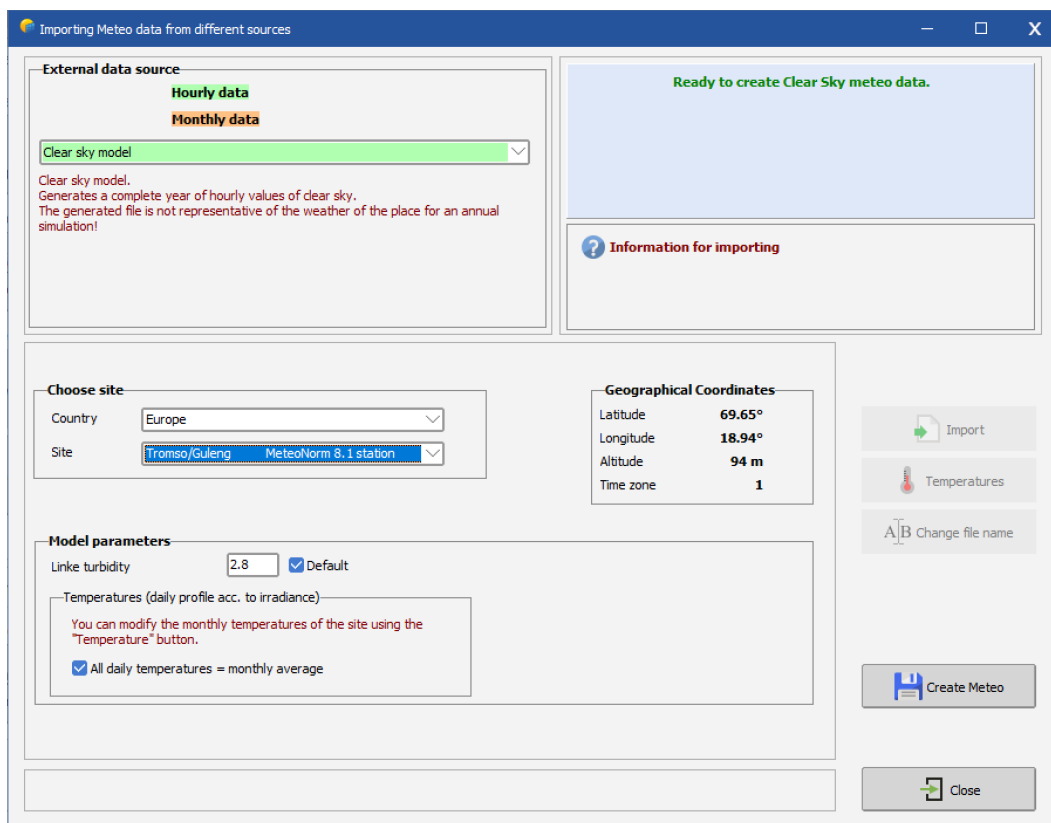 Importing Meteo data from different sources
External data source
Hourly data
Monthly data
Clear sky model
Clear sky model.
Generates a complete year of hourly values of clear sky.
The generated file is not representative of the weather of the place for an annual
simulation!
Ready to create Clear Sky meteo data.
? Information for importing
Choose site
Country Europe
Site Tromso/Guleng MeteoNorm 8.1 station
Geographical Coordinates
Latitude 69.65°
Longitude 18.94°
Altitude 94 m
Time zone 1
Import
Temperatures
A B Change file name
Model parameters
Linke turbidity 2.8 Default
Temperatures (daily profile acc. to irradiance)
You can modify the monthly temperatures of the site using the
"Temperature" button.
All daily temperatures = monthly average
Create Meteo
Close